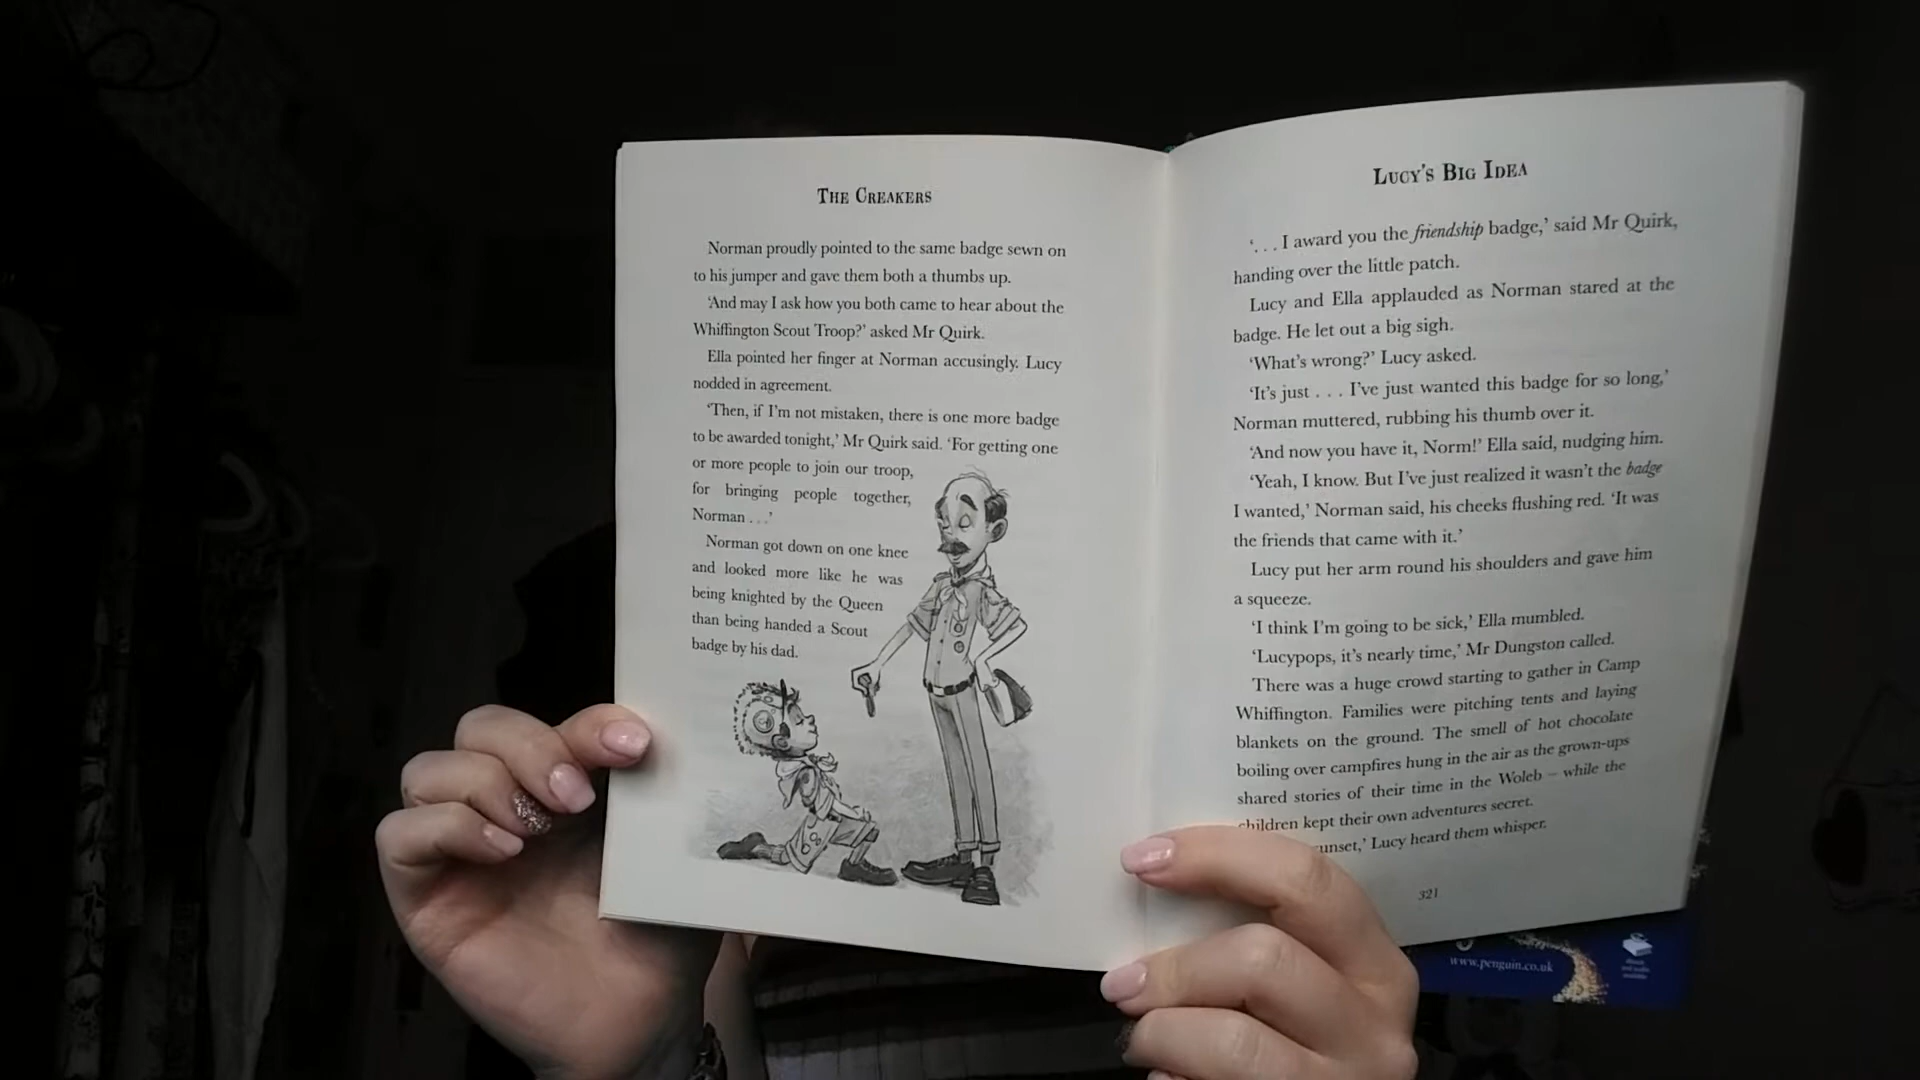 THE CREAKERS
Norman proudly pointed to the same badge sewn on
to his jumper and gave them both a thumbs up.
‘And may I ask how you both came to hear about the
Whiffington Scout Troop?’ asked Mr Quirk.
Ella pointed her finger at Norman accusingly. Lucy
nodded in agreement.
‘Then, if I’m not mistaken, there is one more badge
to be awarded tonight,’ Mr Quirk said. ‘For getting one
or more people to join our troop,
for bringing people together,
Norman . . .’
Norman got down on one knee
and looked more like he was
being knighted by the Queen
than being handed a Scout
badge by his dad.
LUCY’S BIG IDEA
‘. . . I award you the friendship badge,’ said Mr Quirk,
handing over the little patch.
Lucy and Ella applauded as Norman stared at the
badge. He let out a big sigh.
‘What’s wrong?’ Lucy asked.
‘It’s just . . . I’ve just wanted this badge for so long,’
Norman muttered, rubbing his thumb over it.
‘And now you have it, Norm!’ Ella said, nudging him.
‘Yeah, I know. But I’ve just realized it wasn’t the badge
I wanted,’ Norman said, his cheeks flushing red. ‘It was
the friends that came with it.’
Lucy put her arm round his shoulders and gave him
a squeeze.
‘I think I’m going to be sick,’ Ella mumbled.
‘Lucypops, it’s nearly time,’ Mr Dungston called.
There was a huge crowd starting to gather in Camp
Whiffington. Families were pitching tents and laying
blankets on the ground. The smell of hot chocolate
boiling over campfires hung in the air as the grown-ups
shared stories of their time in the Woleb – while the
children kept their own adventures secret.
unset,’ Lucy heard them whisper.
321
www.penguin.co.uk